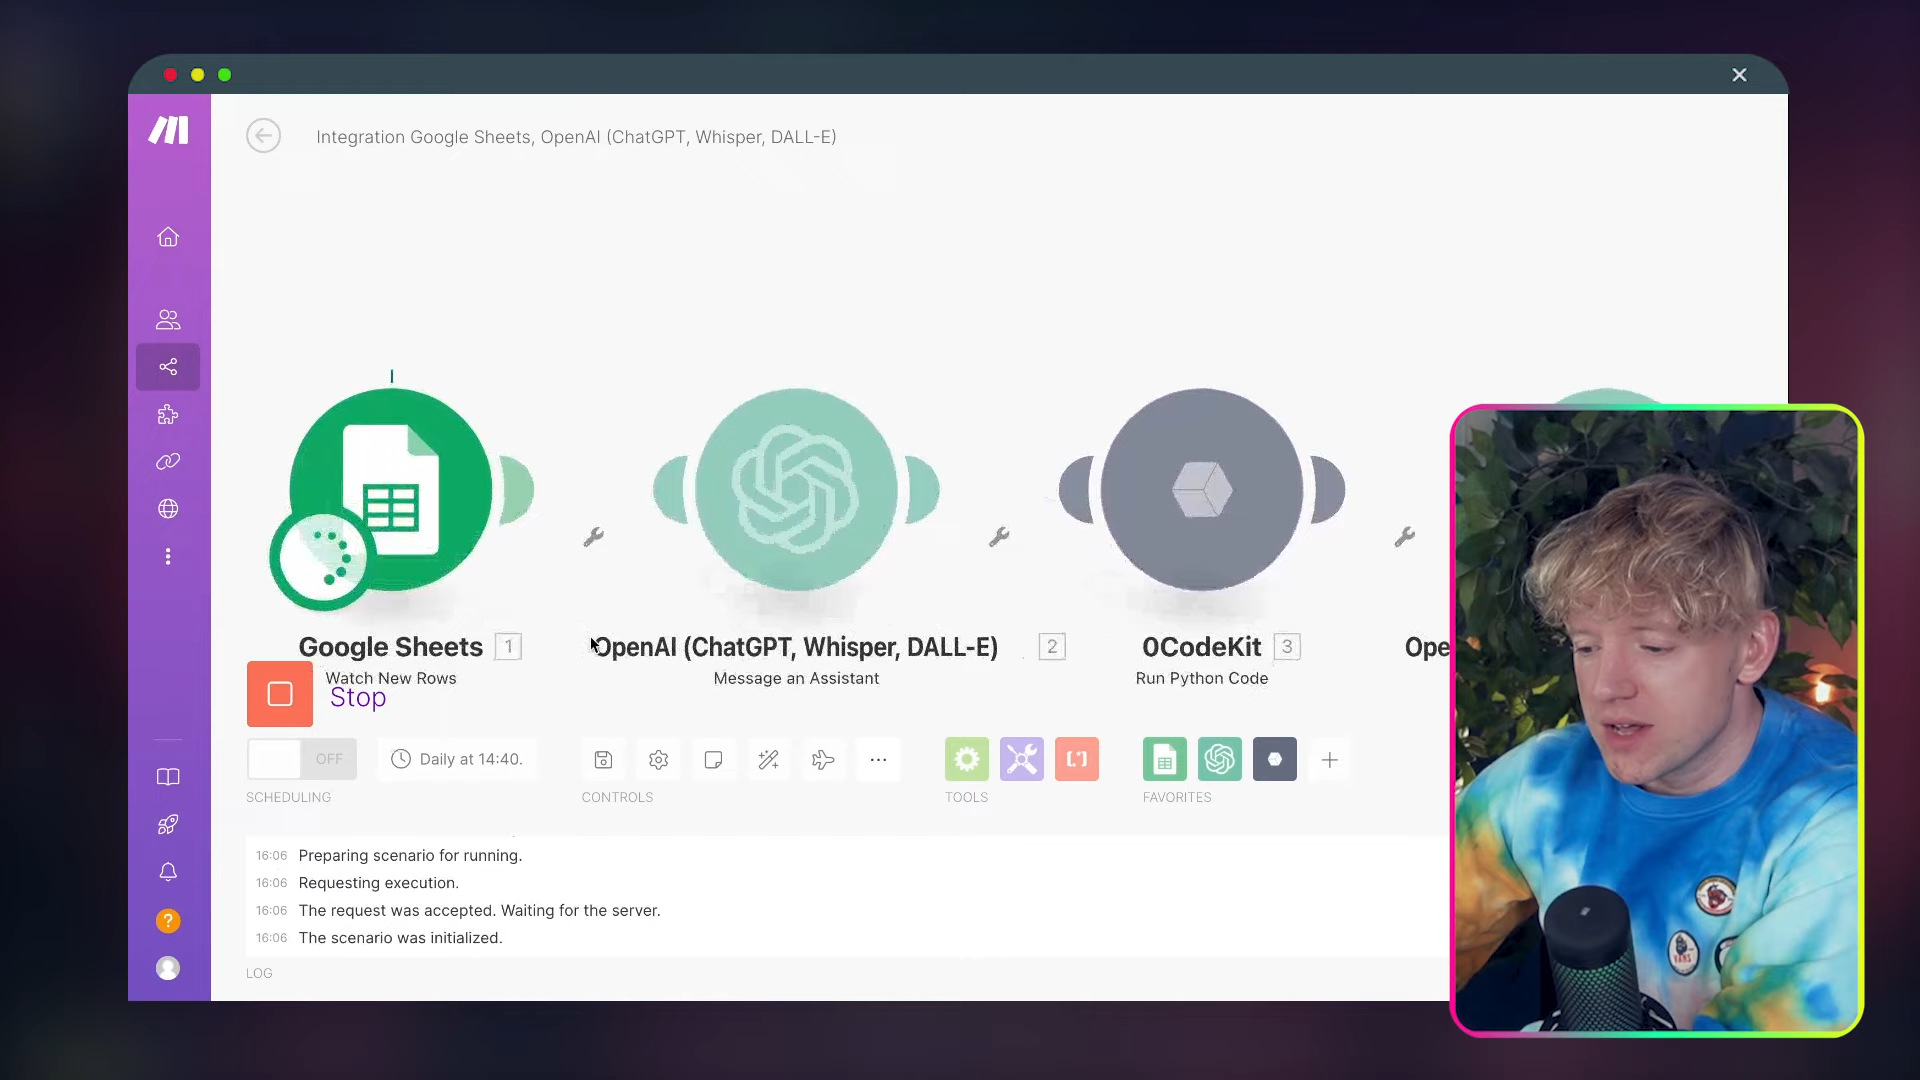 Integration Google Sheets, OpenAI (ChatGPT, Whisper, DALL-E)
Google Sheets 1
Watch New Rows
OpenAI (ChatGPT, Whisper, DALL-E) 2
Message an Assistant
0CodeKit 3
Run Python Code
Ope
Stop
OFF
Daily at 14:40.
SCHEDULING
CONTROLS
TOOLS
FAVORITES
16:06 Preparing scenario for running.
16:06 Requesting execution.
16:06 The request was accepted. Waiting for the server.
16:06 The scenario was initialized.
LOG
?
VANS